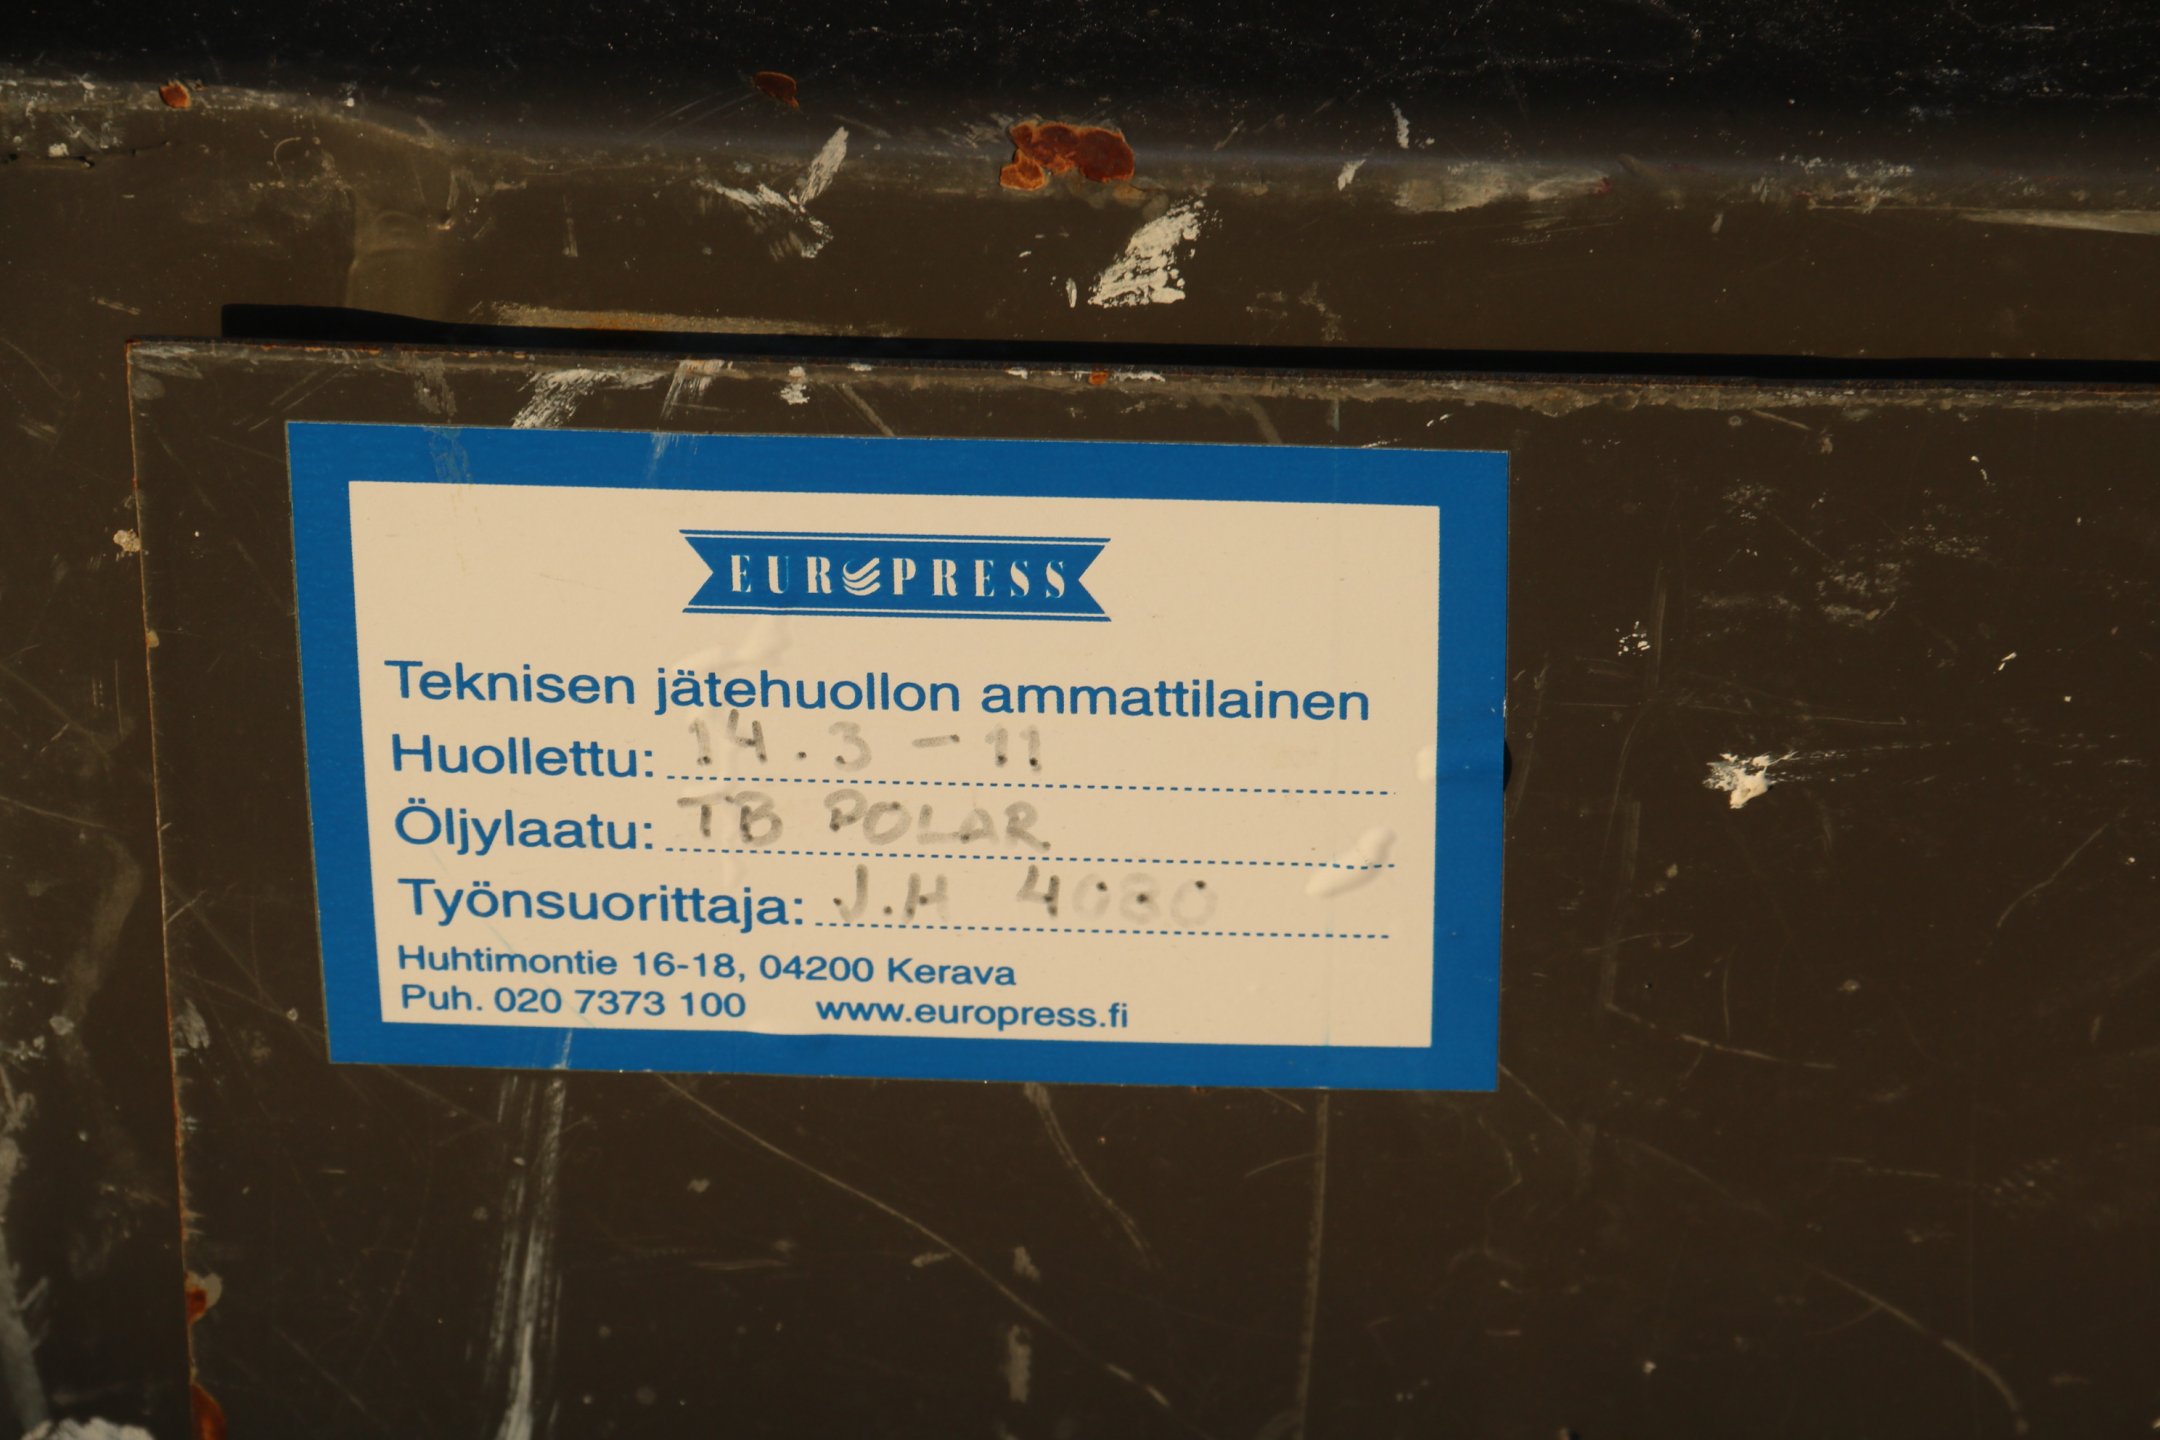 EUROPRESS
Teknisen jätehuollon ammattilainen
Huollettu: 14.3-11
Öljylaatu: TB POLAR
Työnsuorittaja: J.H 4080
Huhtimontie 16-18, 04200 Kerava
Puh. 020 7373 100 www.europress.fi